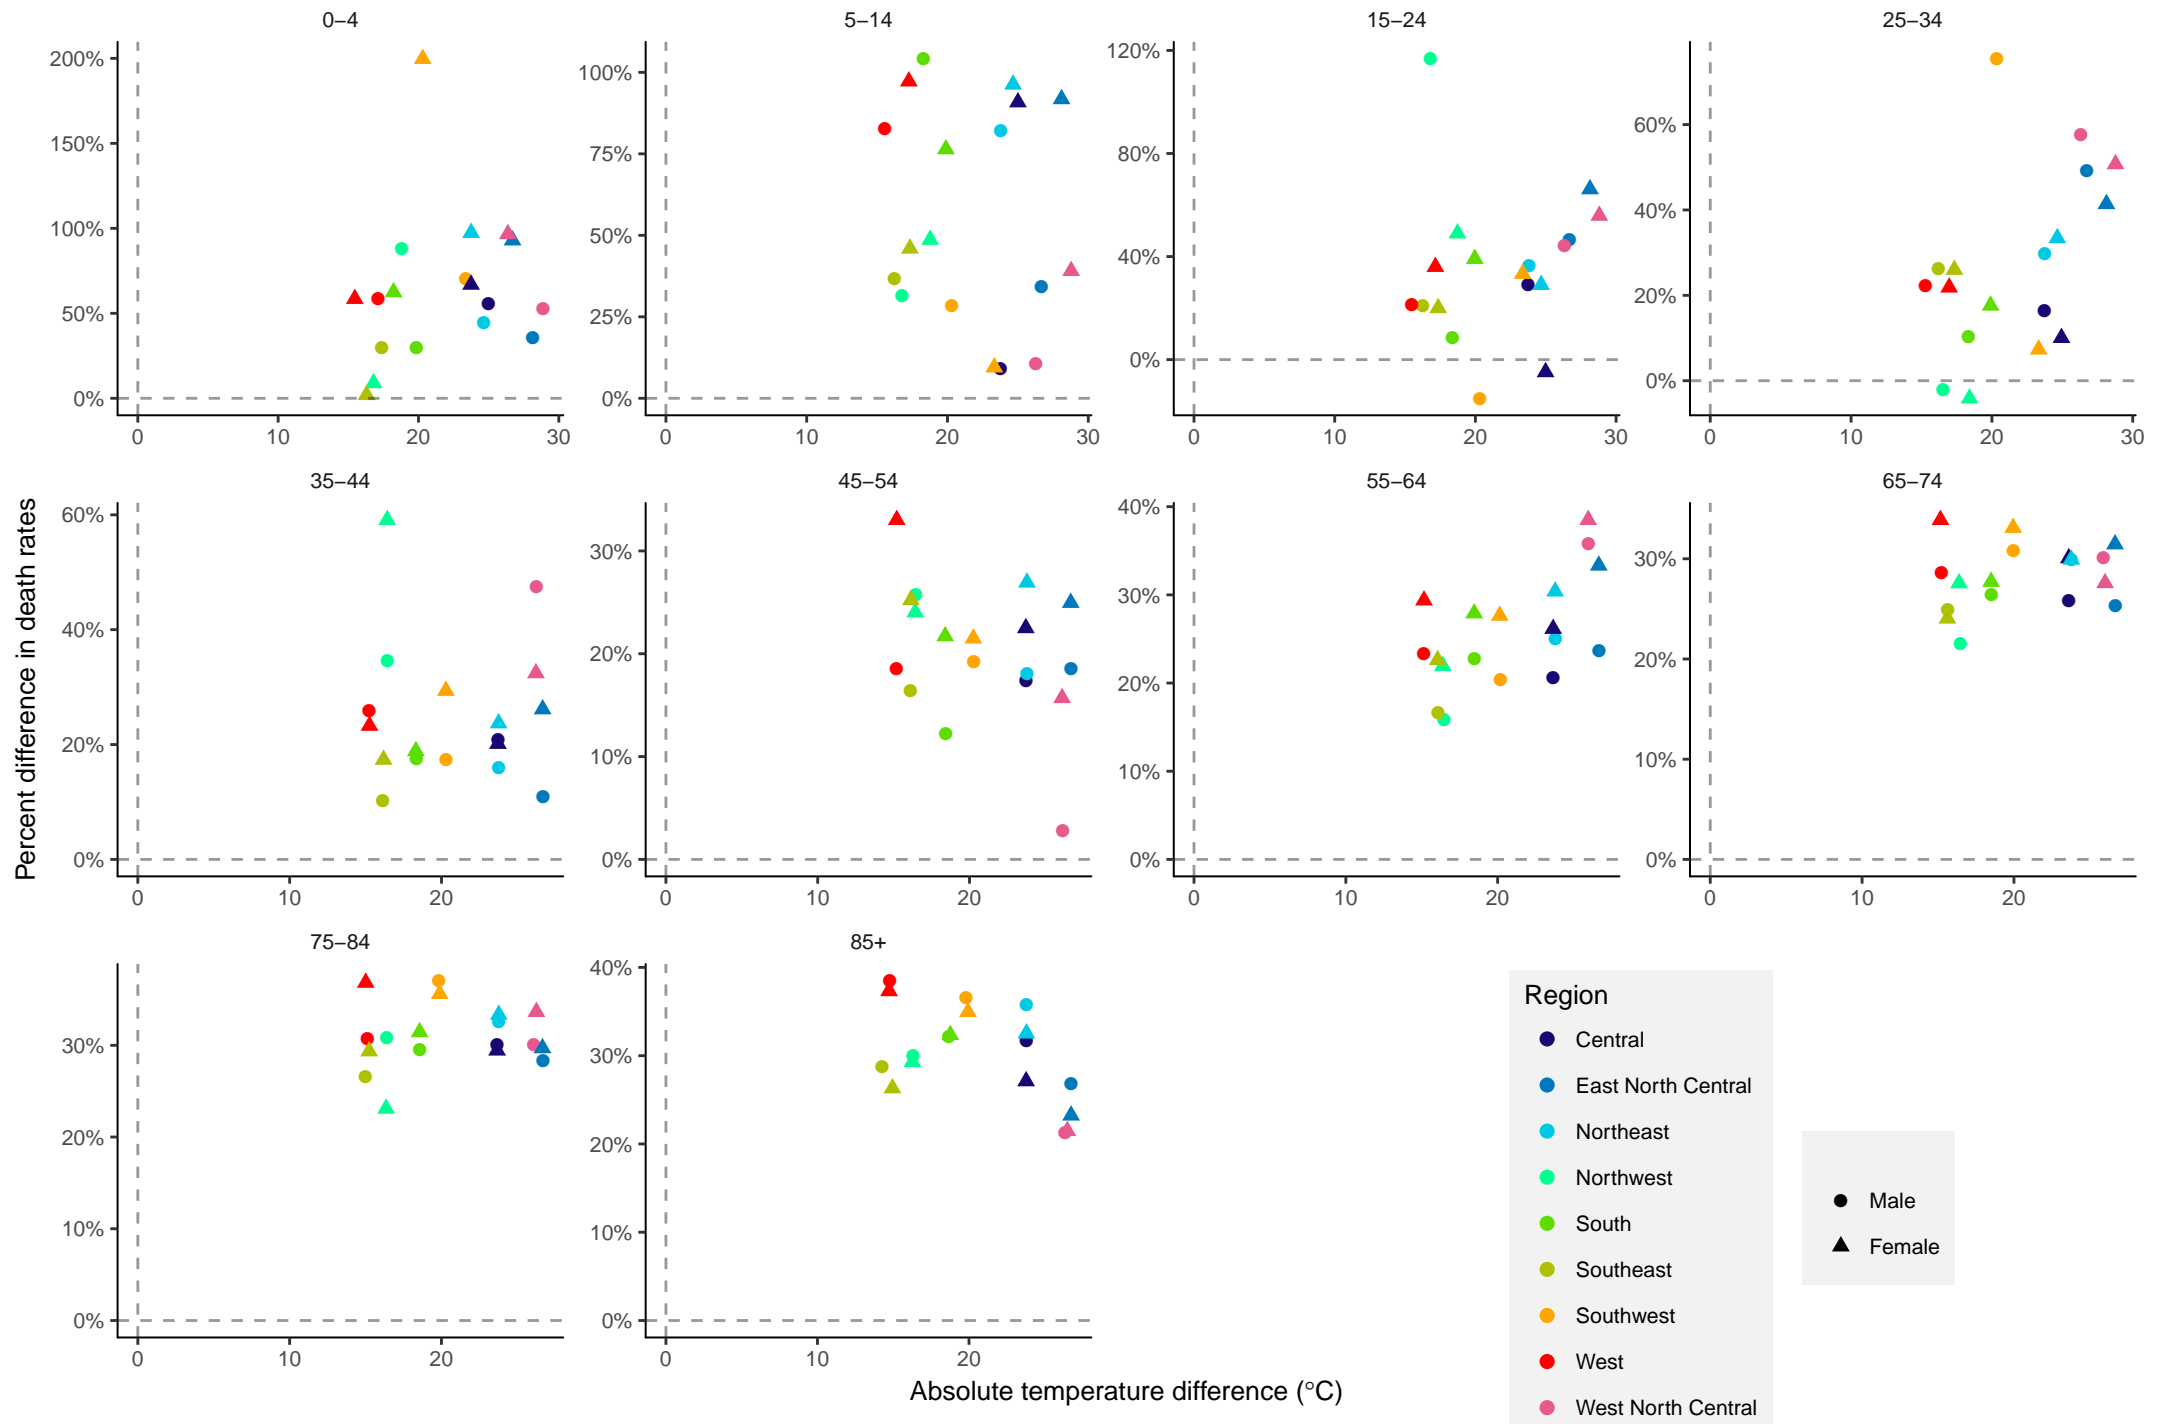 0–4 5–14 15–24 25–34
200% 150% 100% 50% 0%
100% 75% 50% 25% 0%
120% 80% 40% 0%
60% 40% 20% 0%
0 10 20 30 0 10 20 30 0 10 20 30 0 10 20 30
35–44 45–54 55–64 65–74
Percent difference in death rates
60% 40% 20% 0%
30% 20% 10% 0%
40% 30% 20% 10% 0%
30% 20% 10% 0%
0 10 20 0 10 20 0 10 20 0 10 20
75–84 85+
30% 20% 10% 0%
40% 30% 20% 10% 0%
0 10 20 0 10 20
Absolute temperature difference (°C)
Region
Central
East North Central
Northeast
Northwest
South
Southeast
Southwest
West
West North Central
Male
Female